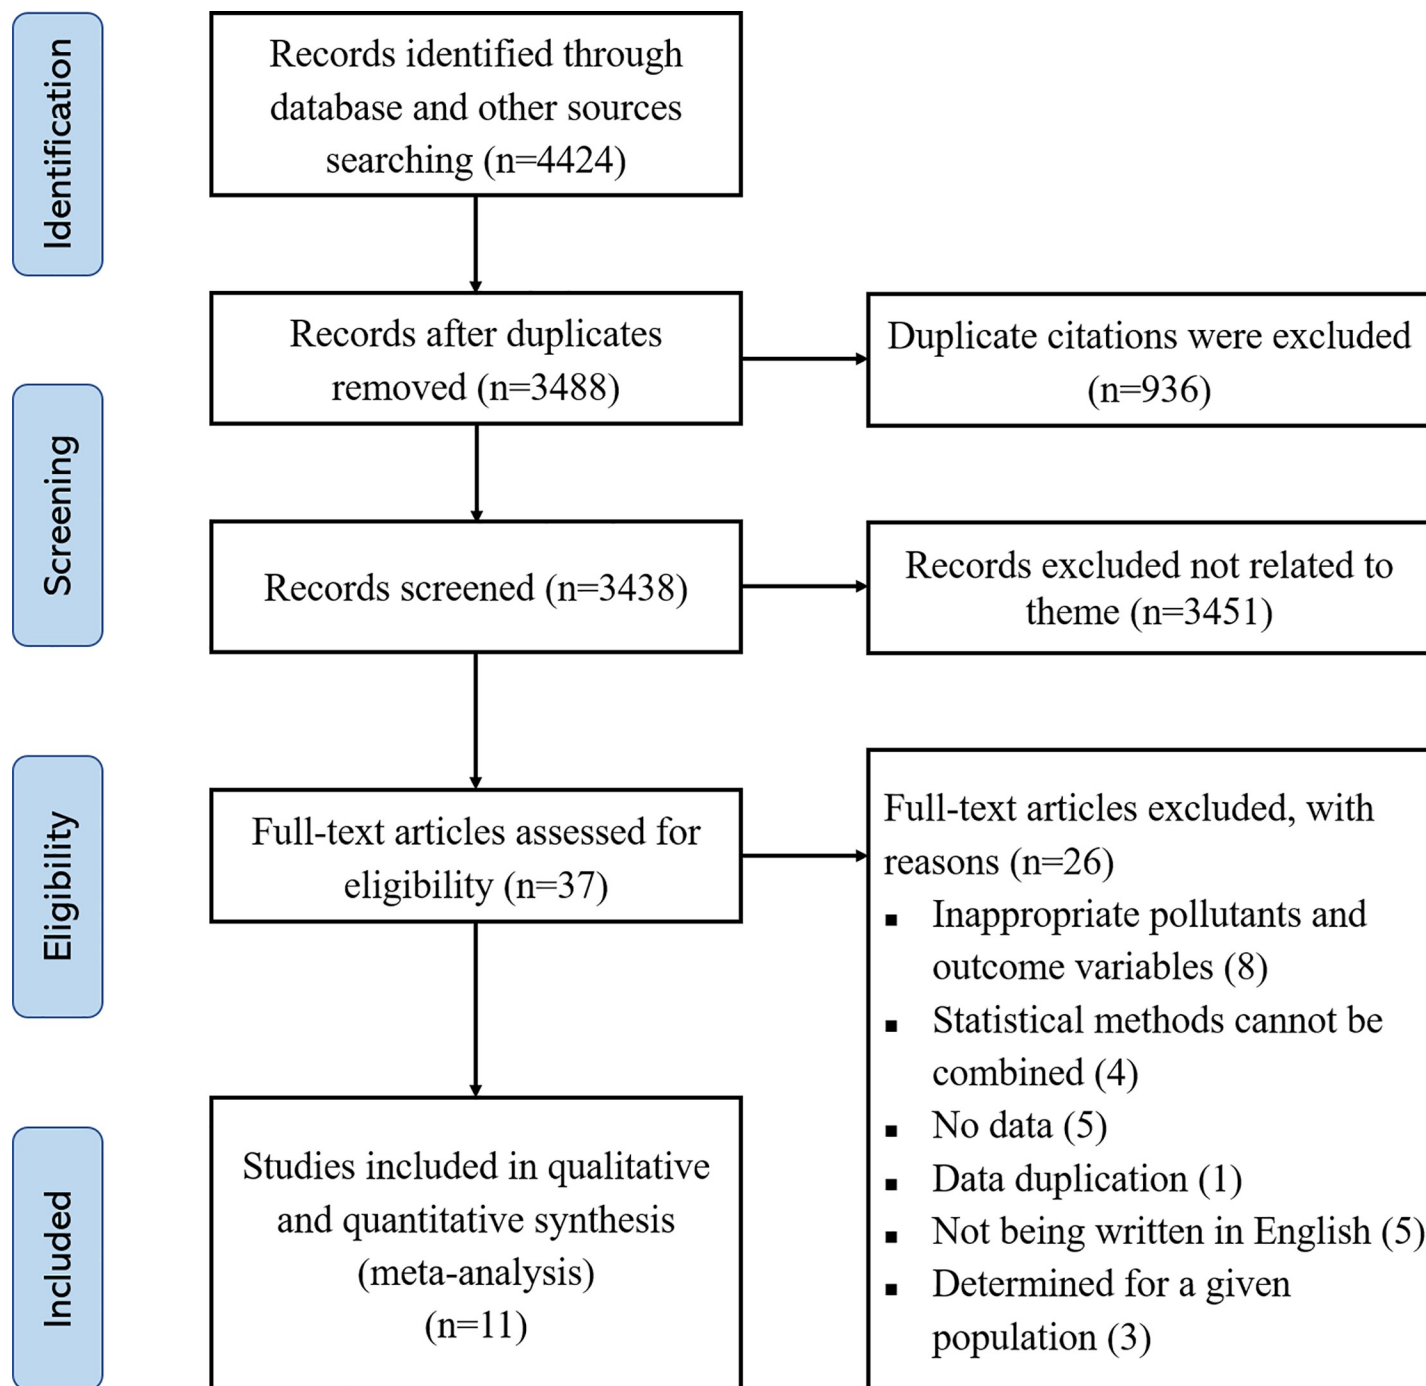 Identification
Records identified through
database and other sources
searching (n=4424)
Records after duplicates
removed (n=3488)
Duplicate citations were excluded
(n=936)
Screening
Records screened (n=3438)
Records excluded not related to
theme (n=3451)
Eligibility
Full-text articles assessed for
eligibility (n=37)
Full-text articles excluded, with
reasons (n=26)
▪ Inappropriate pollutants and
outcome variables (8)
▪ Statistical methods cannot be
combined (4)
▪ No data (5)
▪ Data duplication (1)
▪ Not being written in English (5)
▪ Determined for a given
population (3)
Included
Studies included in qualitative
and quantitative synthesis
(meta-analysis)
(n=11)